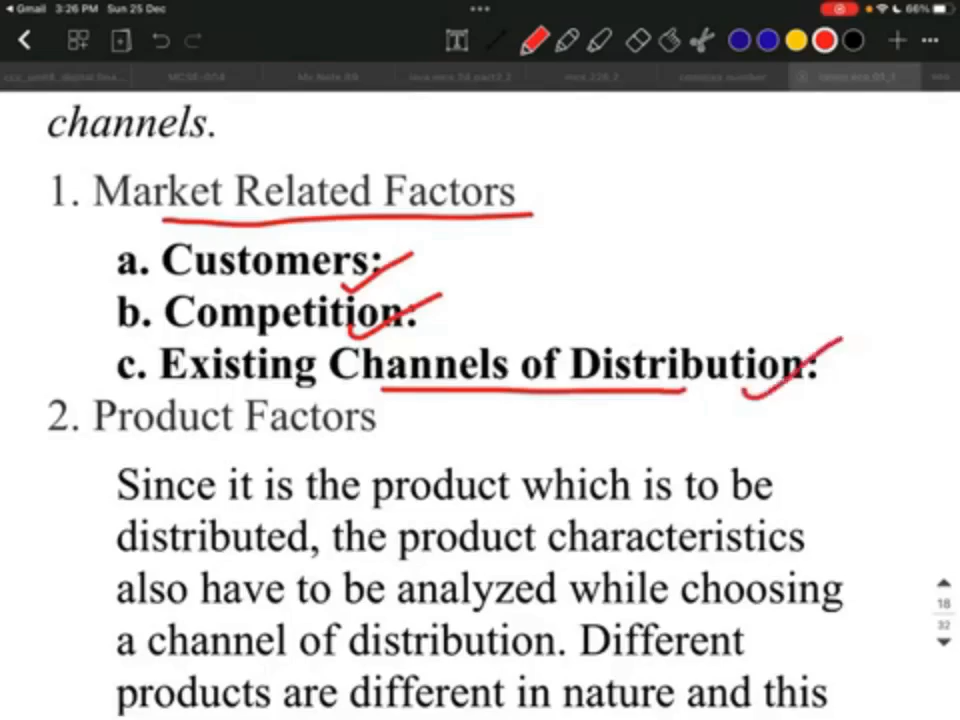 Gmail 3:26 PM Sun 25 Dec
66%
channels.
1. Market Related Factors
a. Customers:
b. Competition:
c. Existing Channels of Distribution:
2. Product Factors
Since it is the product which is to be
distributed, the product characteristics
also have to be analyzed while choosing
a channel of distribution. Different
products are different in nature and this
18
32